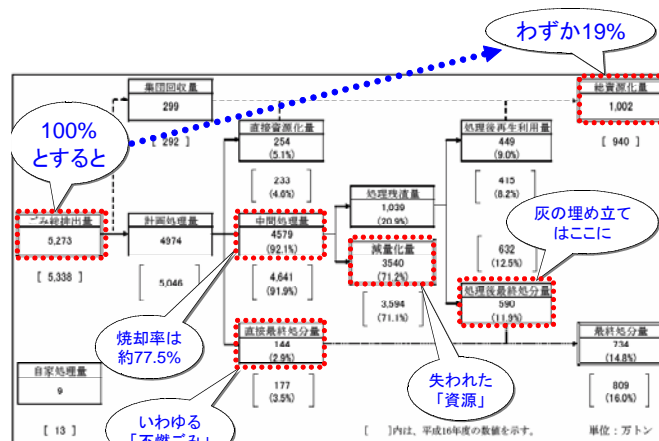 わずか19%
100%
とすると
集団回収量
299
[ 292 ]
総資源化量
1,002
[ 940 ]
直接資源化量
254
(5.1%)
233
(4.6%)
処理後再生利用量
449
(9.0%)
415
(8.2%)
ごみ総排出量
5,273
[ 5,338 ]
計画処理量
4974
5,046
中間処理量
4579
(92.1%)
4,641
(91.9%)
処理残渣量
1,039
(20.9%)
減量化量
3540
(71.2%)
3,594
(71.1%)
灰の埋め立て
はここに
632
(12.5%)
処理後最終処分量
590
(11.9%)
焼却率は
約77.5%
直接最終処分量
144
(2.9%)
177
(3.5%)
失われた
「資源」
最終処分量
734
(14.8%)
809
(16.0%)
自家処理量
9
[ 13 ]
いわゆる
「不燃ごみ」
[ ]内は、平成16年度の数値を示す。
単位：万トン